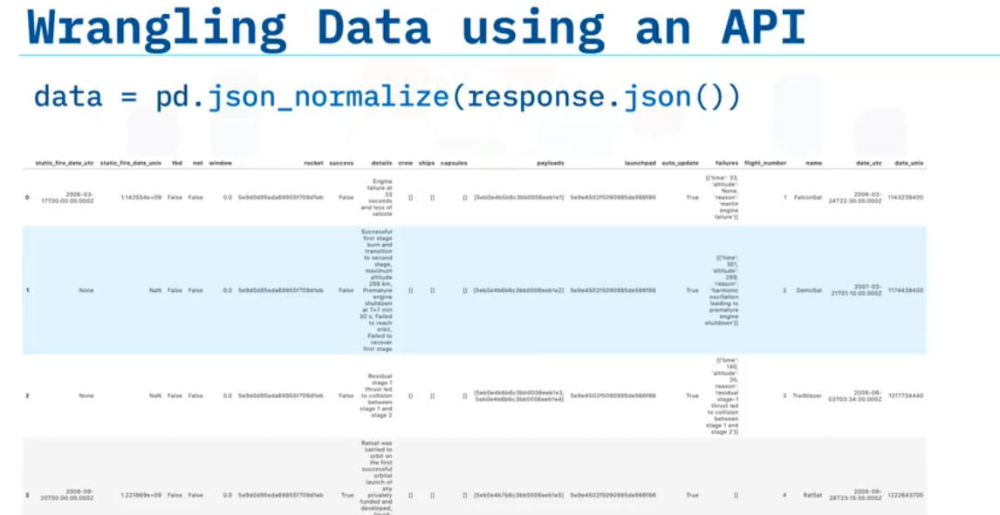 Wrangling Data using an API
data = pd.json_normalize(response.json())
static_fire_date_utc static_fire_date_unix tbd net window rocket success details crew ships capsules payloads launchpad auto_update failures flight_number name date_utc date_unix
0 2006-03-17T00:00:00.000Z 1.142554e+09 False False 0.0 5e9d0d95eda69955f709d1eb False Engine failure at 33 seconds and loss of vehicle [] [] [] [5eb0e4b5b6c3bb0006eeb1e1] 5e9e4502f5090995de566f86 True [{'time': 33, 'altitude': None, 'reason': 'merlin engine failure'}] 1 FalconSat 2006-03-24T22:30:00.000Z 1143239400
1 None NaN False False 0.0 5e9d0d95eda69955f709d1eb False Successful first stage burn and transition to second stage, maximum altitude 289 km, Premature engine shutdown at T+7 min 30 s, Failed to reach orbit, Failed to recover first stage [] [] [] [5eb0e4b6b6c3bb0006eeb1e2] 5e9e4502f5090995de566f86 True [{'time': 301, 'altitude': 289, 'reason': 'harmonic oscillation leading to premature engine shutdown'}] 2 DemoSat 2007-03-21T01:10:00.000Z 1174439400
2 None NaN False False 0.0 5e9d0d95eda69955f709d1eb False Residual stage 1 thrust led to collision between stage 1 and stage 2 [] [] [] [5eb0e4b6b6c3bb0006eeb1e3, 5eb0e4b6b6c3bb0006eeb1e4] 5e9e4502f5090995de566f86 True [{'time': 140, 'altitude': 35, 'reason': 'residual stage-1 thrust led to collision between stage 1 and stage 2'}] 3 Trailblazer 2008-08-03T03:34:00.000Z 1217734440
3 2008-09-20T00:00:00.000Z 1.221869e+09 False False 0.0 5e9d0d95eda69955f709d1eb True Ratsat was carried to orbit on the first successful orbital launch of any privately funded and developed, [] [] [] [5eb0e4b7b6c3bb0006eeb1e5] 5e9e4502f5090995de566f86 True [] 4 RatSat 2008-09-28T23:15:00.000Z 1222643700